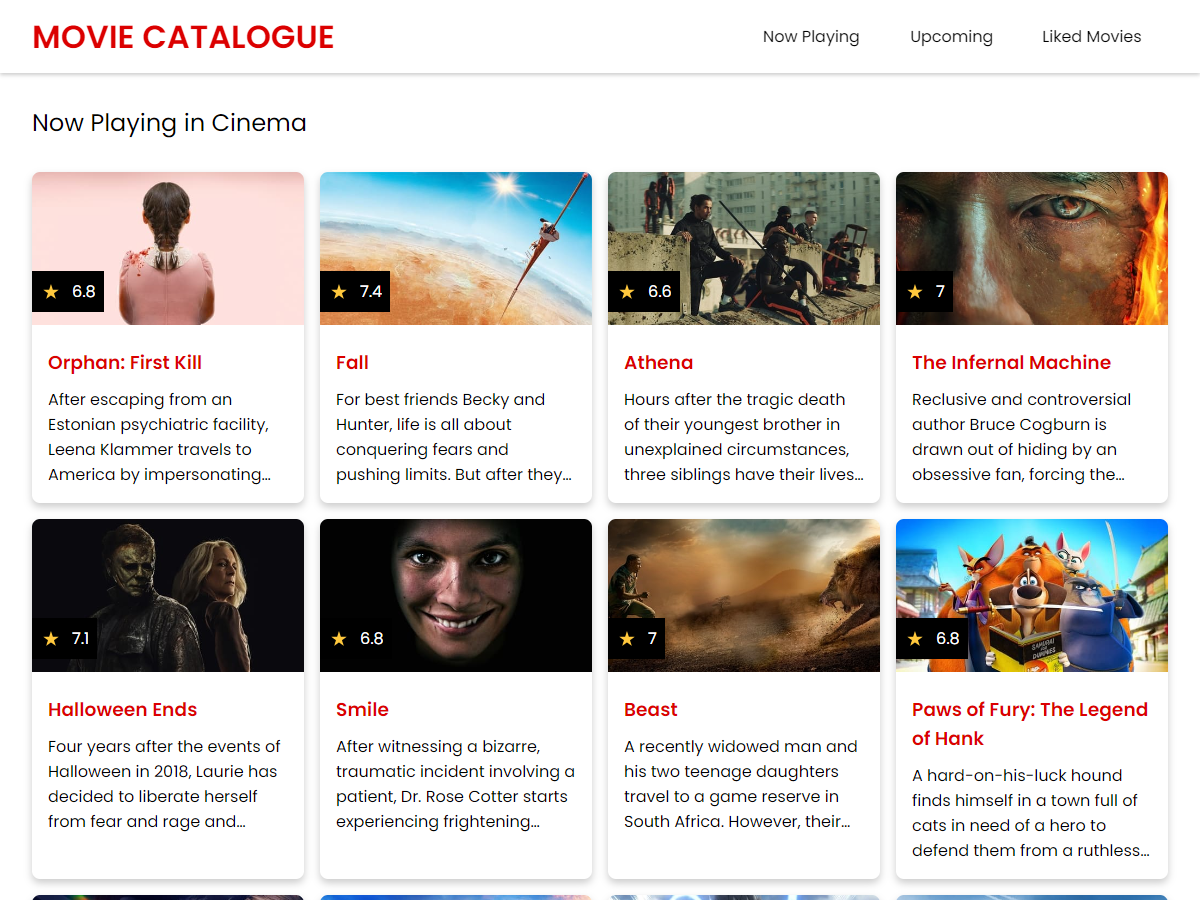 MOVIE CATALOGUE
Now Playing
Upcoming
Liked Movies
Now Playing in Cinema
6.8
Orphan: First Kill
After escaping from an
Estonian psychiatric facility,
Leena Klammer travels to
America by impersonating...
7.4
Fall
For best friends Becky and
Hunter, life is all about
conquering fears and
pushing limits. But after they...
6.6
Athena
Hours after the tragic death
of their youngest brother in
unexplained circumstances,
three siblings have their lives...
7
The Infernal Machine
Reclusive and controversial
author Bruce Cogburn is
drawn out of hiding by an
obsessive fan, forcing the...
7.1
Halloween Ends
Four years after the events of
Halloween in 2018, Laurie has
decided to liberate herself
from fear and rage and...
6.8
Smile
After witnessing a bizarre,
traumatic incident involving a
patient, Dr. Rose Cotter starts
experiencing frightening...
7
Beast
A recently widowed man and
his two teenage daughters
travel to a game reserve in
South Africa. However, their...
SAMURAI
FOR
DUMMIES
6.8
Paws of Fury: The Legend
of Hank
A hard-on-his-luck hound
finds himself in a town full of
cats in need of a hero to
defend them from a ruthless...